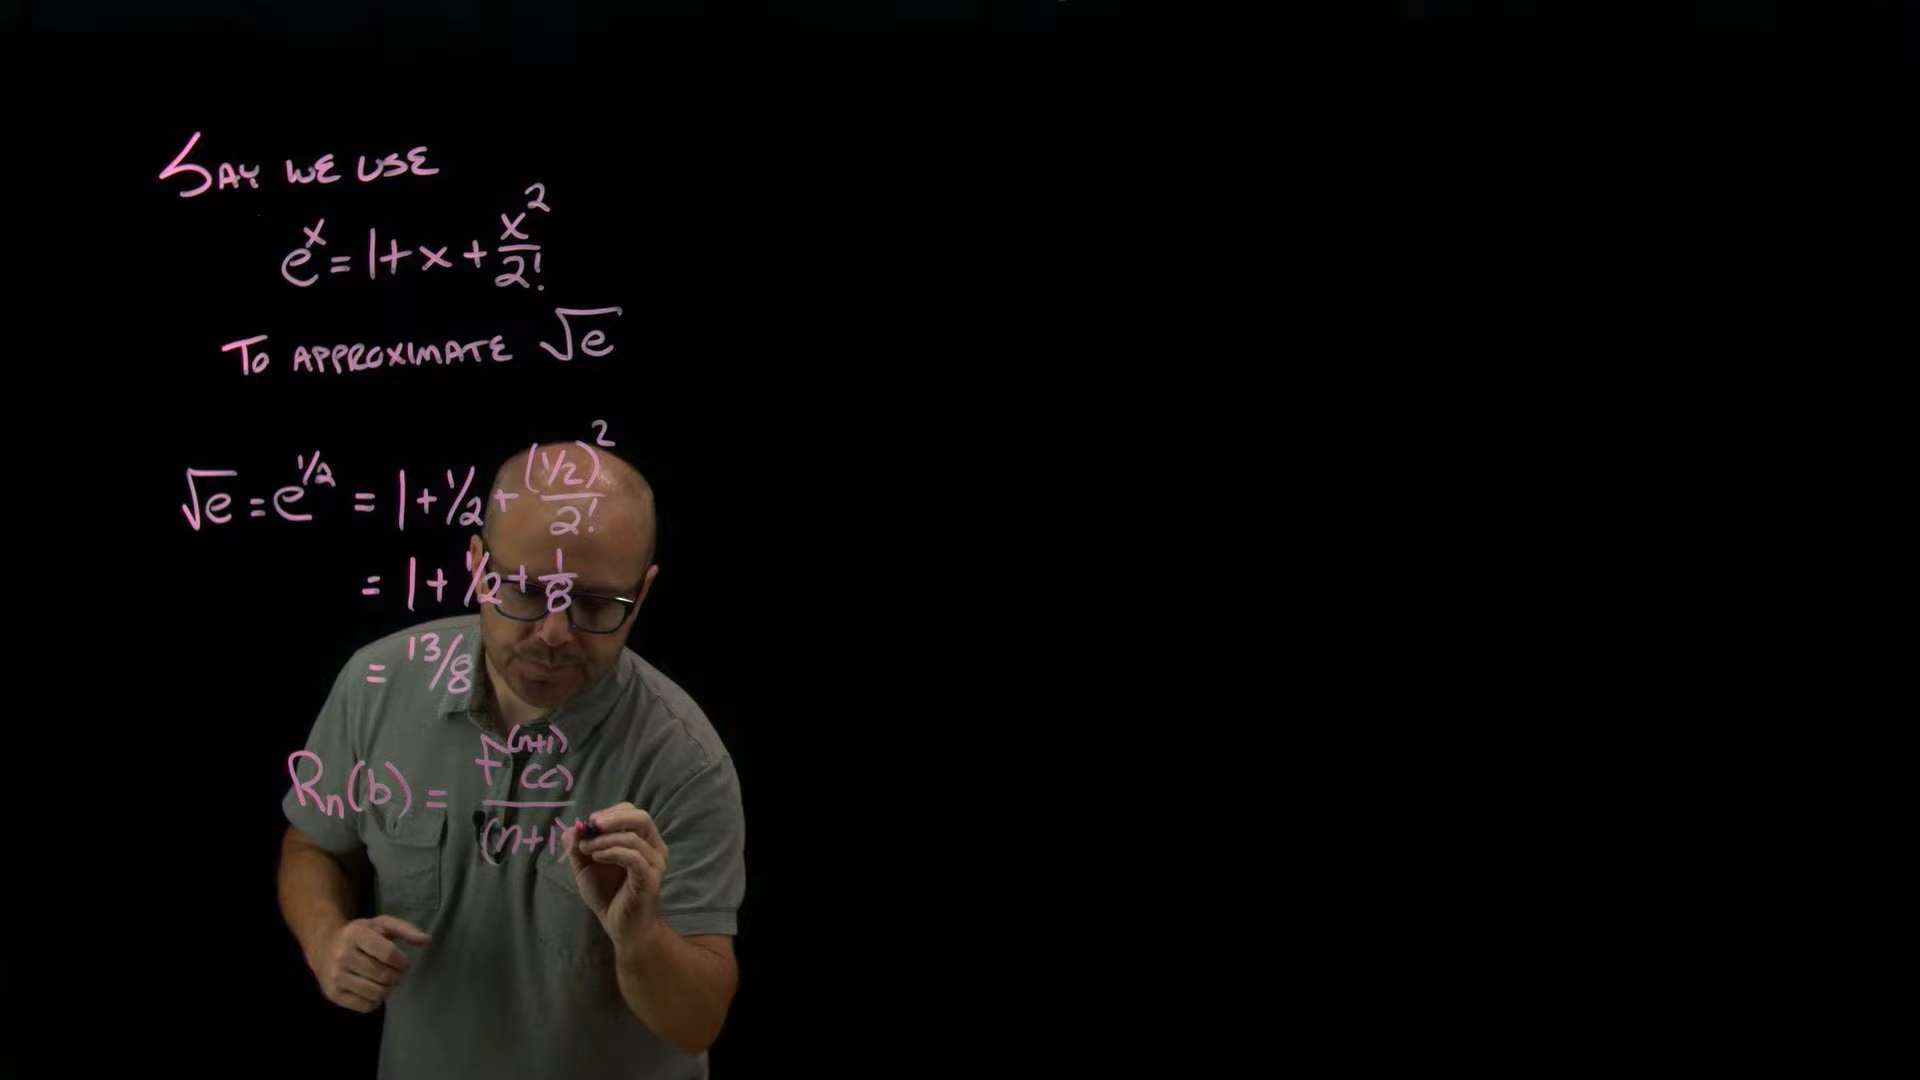 SAY WE USE
e^x = 1 + x + x^2/2!
TO APPROXIMATE √e
√e = e^{1/2} = 1 + 1/2 + (1/2)^2/2!
= 1 + 1/2 + 1/8
= 13/8
R_n(b) = f^{(n+1)}(c)/(n+1)